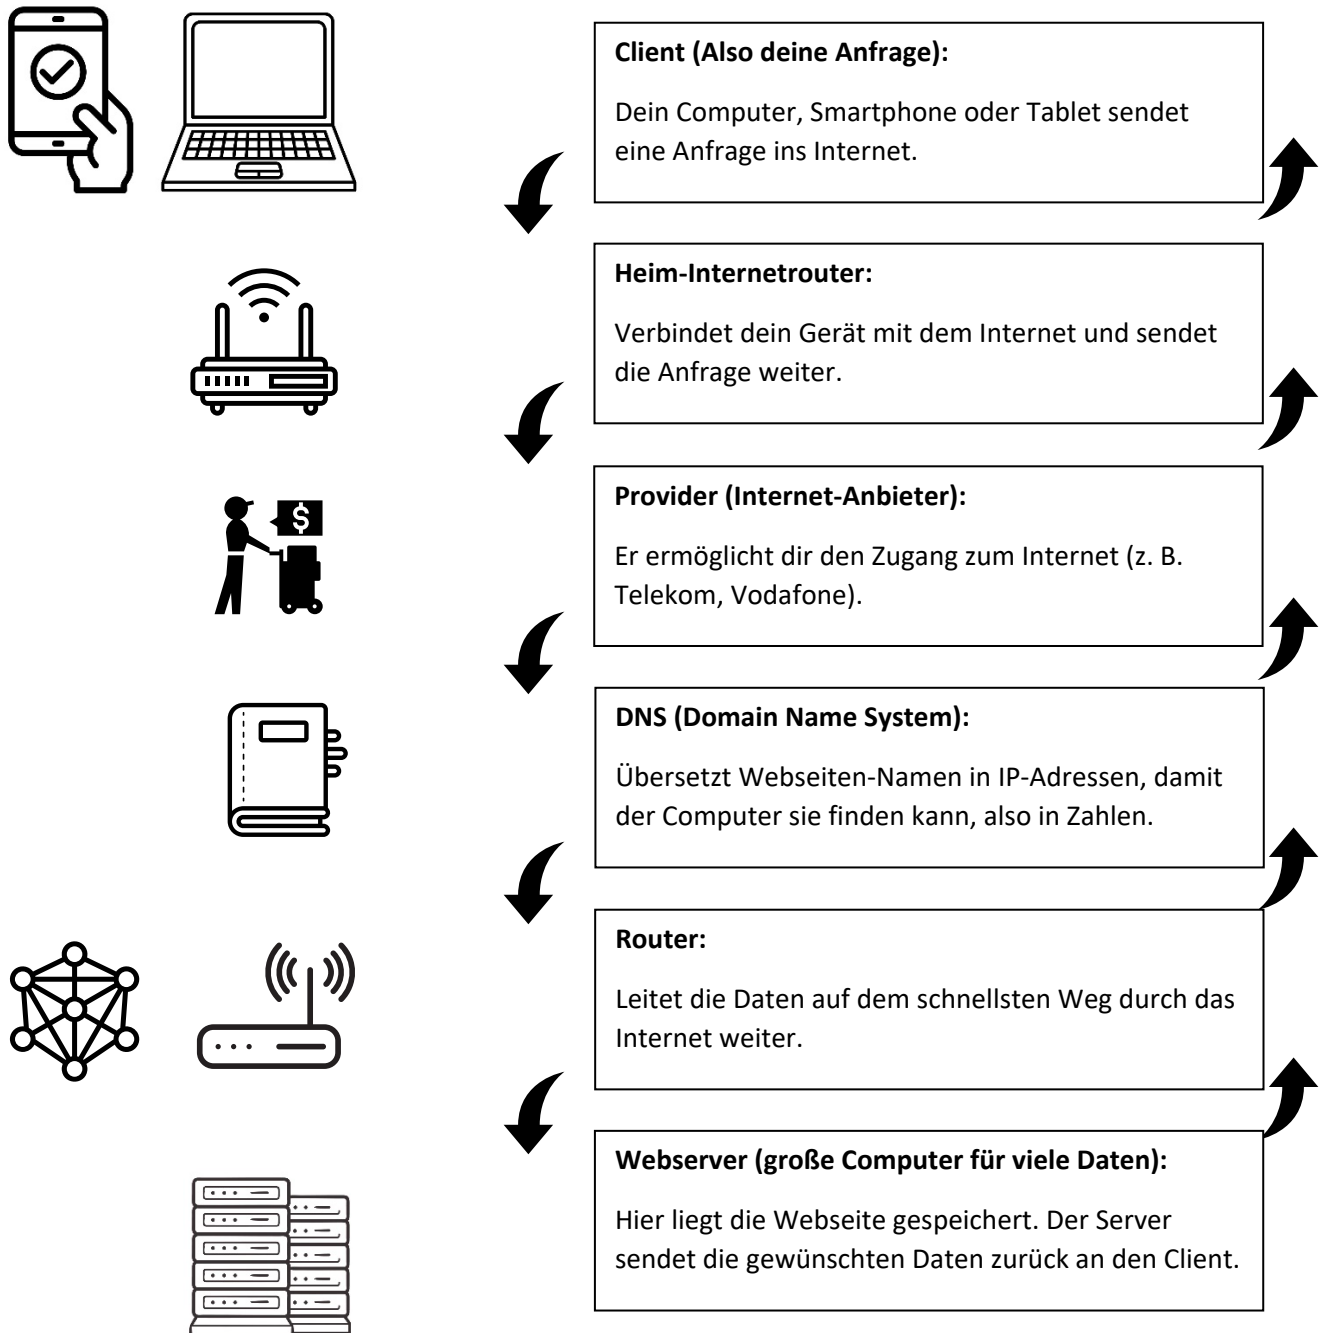 Client (Also deine Anfrage):
Dein Computer, Smartphone oder Tablet sendet
eine Anfrage ins Internet.
Heim-Internetrouter:
Verbindet dein Gerät mit dem Internet und sendet
die Anfrage weiter.
$
Provider (Internet-Anbieter):
Er ermöglicht dir den Zugang zum Internet (z. B.
Telekom, Vodafone).
DNS (Domain Name System):
Übersetzt Webseiten-Namen in IP-Adressen, damit
der Computer sie finden kann, also in Zahlen.
Router:
Leitet die Daten auf dem schnellsten Weg durch das
Internet weiter.
Webserver (große Computer für viele Daten):
Hier liegt die Webseite gespeichert. Der Server
sendet die gewünschten Daten zurück an den Client.